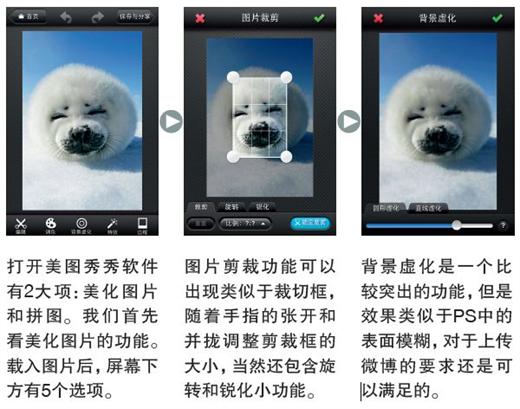 首页
保存与分享
图片裁剪
背景虚化
裁剪
旋转
锐化
比例: ?:?
确定裁剪
圆形虚化
直线虚化
?
编辑
调色
背景虚化
特效
边框
打开美图秀秀软件
有2大项：美化图片
和拼图。我们首先
看美化图片的功能。
载入图片后，屏幕下
方有5个选项。
图片剪裁功能可以
出现类似于裁切框，
随着手指的张开和
并拢调整剪裁框的
大小，当然还包含旋
转和锐化小功能。
背景虚化是一个比
较突出的功能，但是
效果类似于PS中的
表面模糊，对于上传
微博的要求还是可
以满足的。